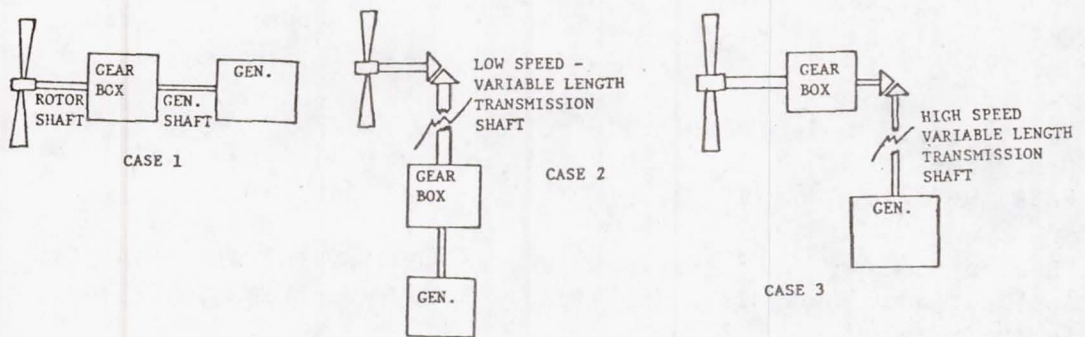 GEAR
BOX
GEN.
ROTOR
SHAFT
GEN.
SHAFT
CASE 1
LOW SPEED -
VARIABLE LENGTH
TRANSMISSION
SHAFT
GEAR
BOX
GEN.
CASE 2
GEAR
BOX
HIGH SPEED
VARIABLE LENGTH
TRANSMISSION
SHAFT
GEN.
CASE 3